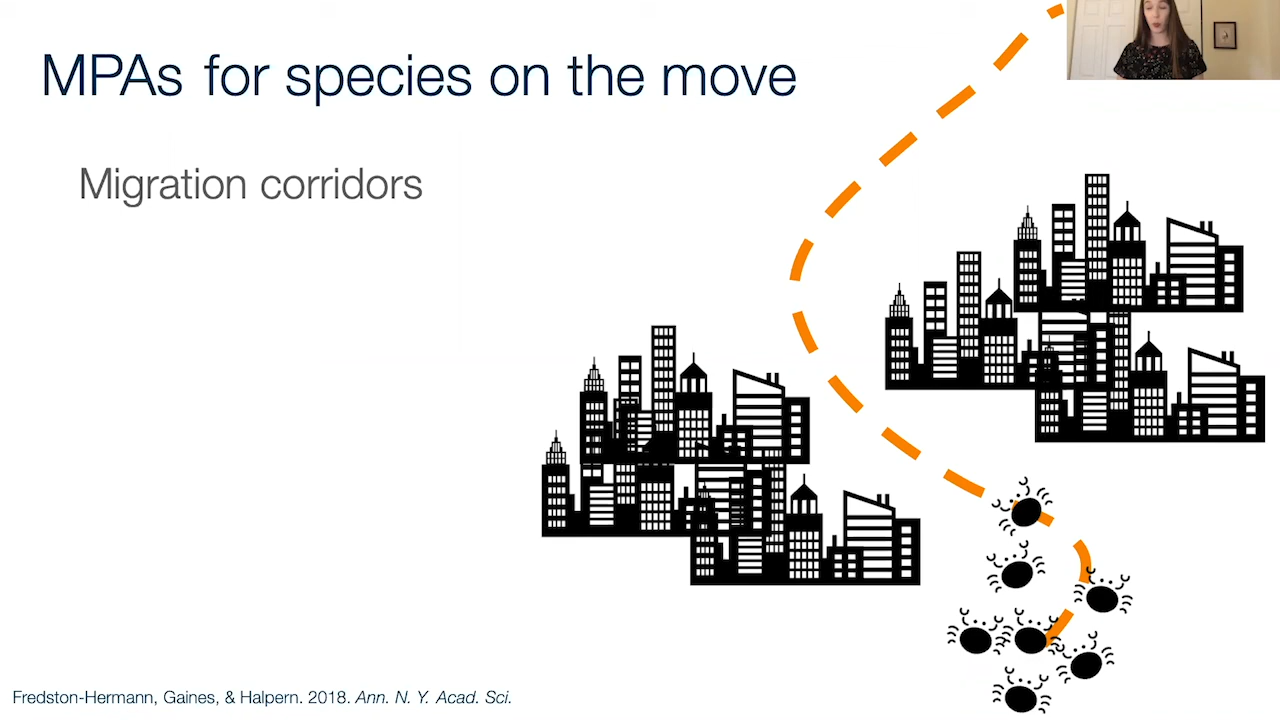 MPAs for species on the move
Migration corridors
Fredston-Hermann, Gaines, & Halpern. 2018. Ann. N. Y. Acad. Sci.